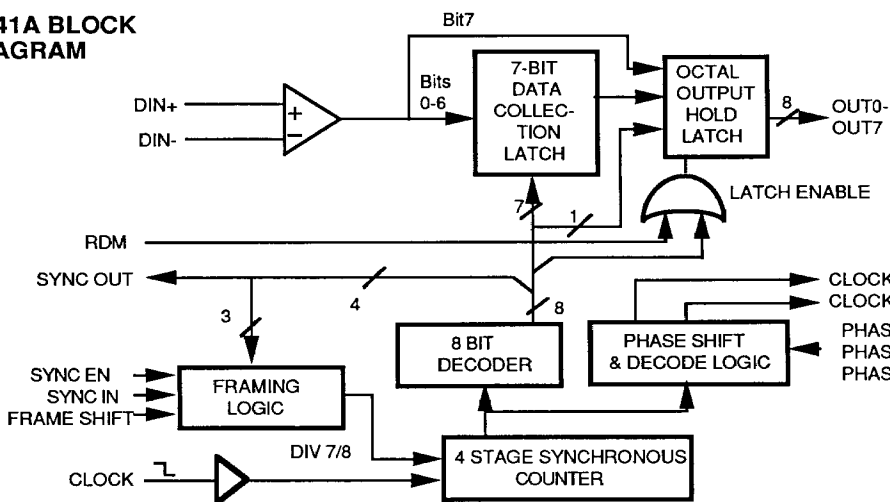 41A BLOCK
AGRAM
Bit7
DIN+
DIN-
+
−
Bits
0-6
7-BIT
DATA
COLLEC-
TION
LATCH
OCTAL
OUTPUT
HOLD
LATCH
8
OUT0-
OUT7
LATCH ENABLE
7
1
RDM
SYNC OUT
4
3
8
CLOCK
CLOCK
8 BIT
DECODER
PHASE SHIFT
& DECODE LOGIC
PHAS
PHAS
PHAS
SYNC EN
SYNC IN
FRAME SHIFT
FRAMING
LOGIC
DIV 7/8
CLOCK
4 STAGE SYNCHRONOUS
COUNTER